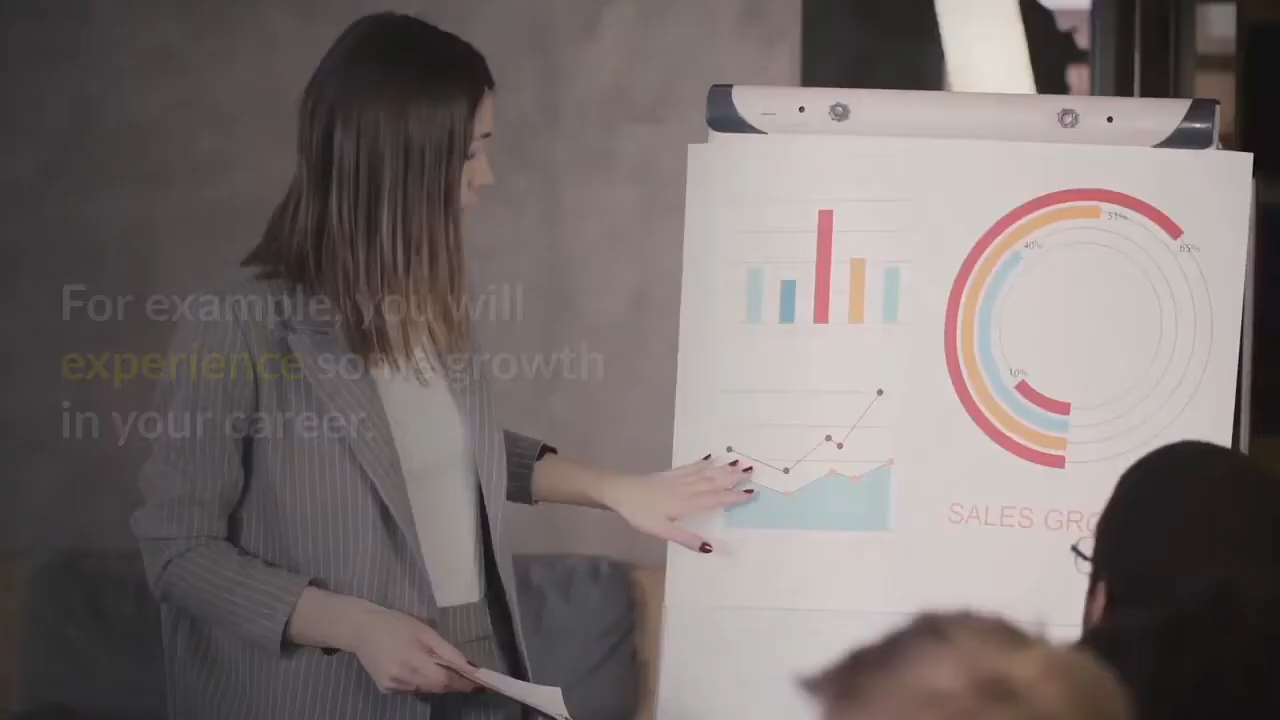 For example, you will
experience some growth
in your career.
51%
40%
65%
10%
SALES GRO